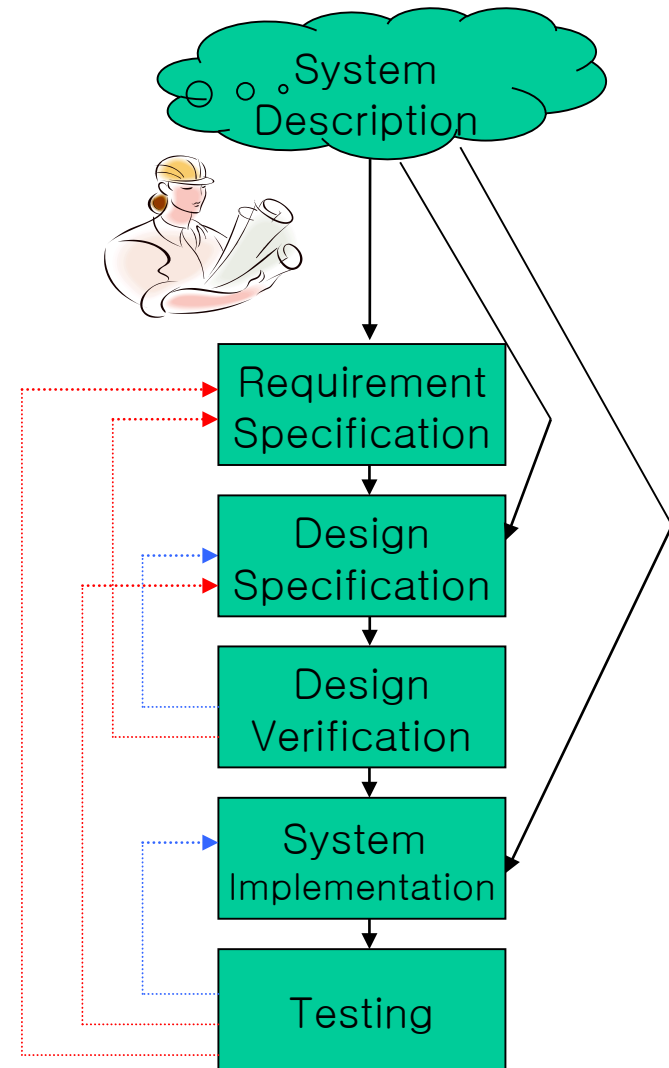 System
Description
Requirement
Specification
Design
Specification
Design
Verification
System
Implementation
Testing